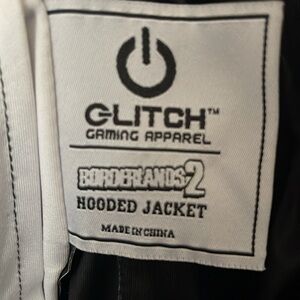 GLITCH™
GAMING APPAREL
BORDERLANDS 2
HOODED JACKET
MADE IN CHINA